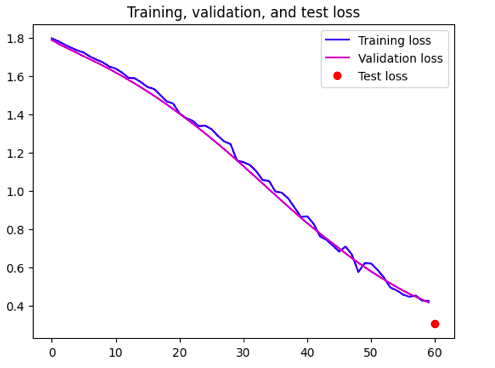 Training, validation, and test loss
Training loss
Validation loss
Test loss
1.8
1.6
1.4
1.2
1.0
0.8
0.6
0.4
0 10 20 30 40 50 60